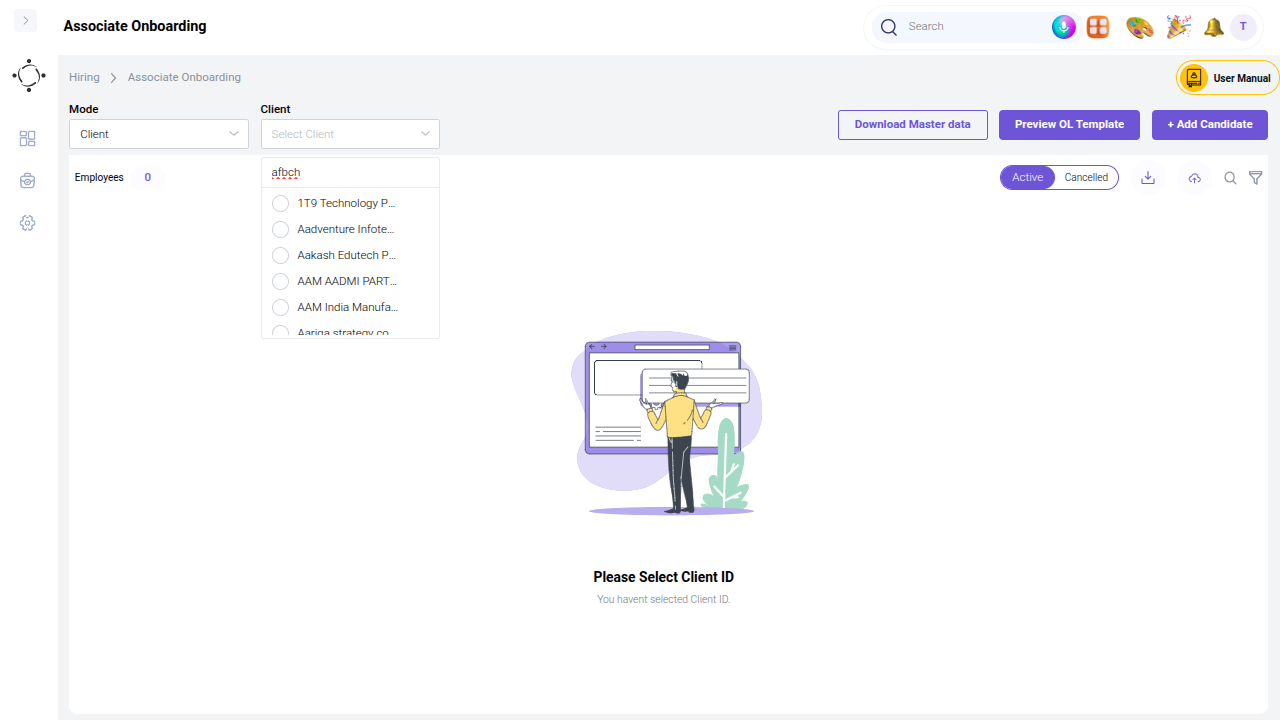 Associate Onboarding
Search
T
Hiring
Associate Onboarding
User Manual
Mode
Client
Client
Select Client
Download Master data
Preview OL Template
+ Add Candidate
Employees
0
afbch
Active
Cancelled
1T9 Technology P...
Aadventure Infote...
Aakash Edutech P...
AAM AADMI PART...
AAM India Manufa...
Aariga strategy co
Please Select Client ID
You havent selected Client ID.